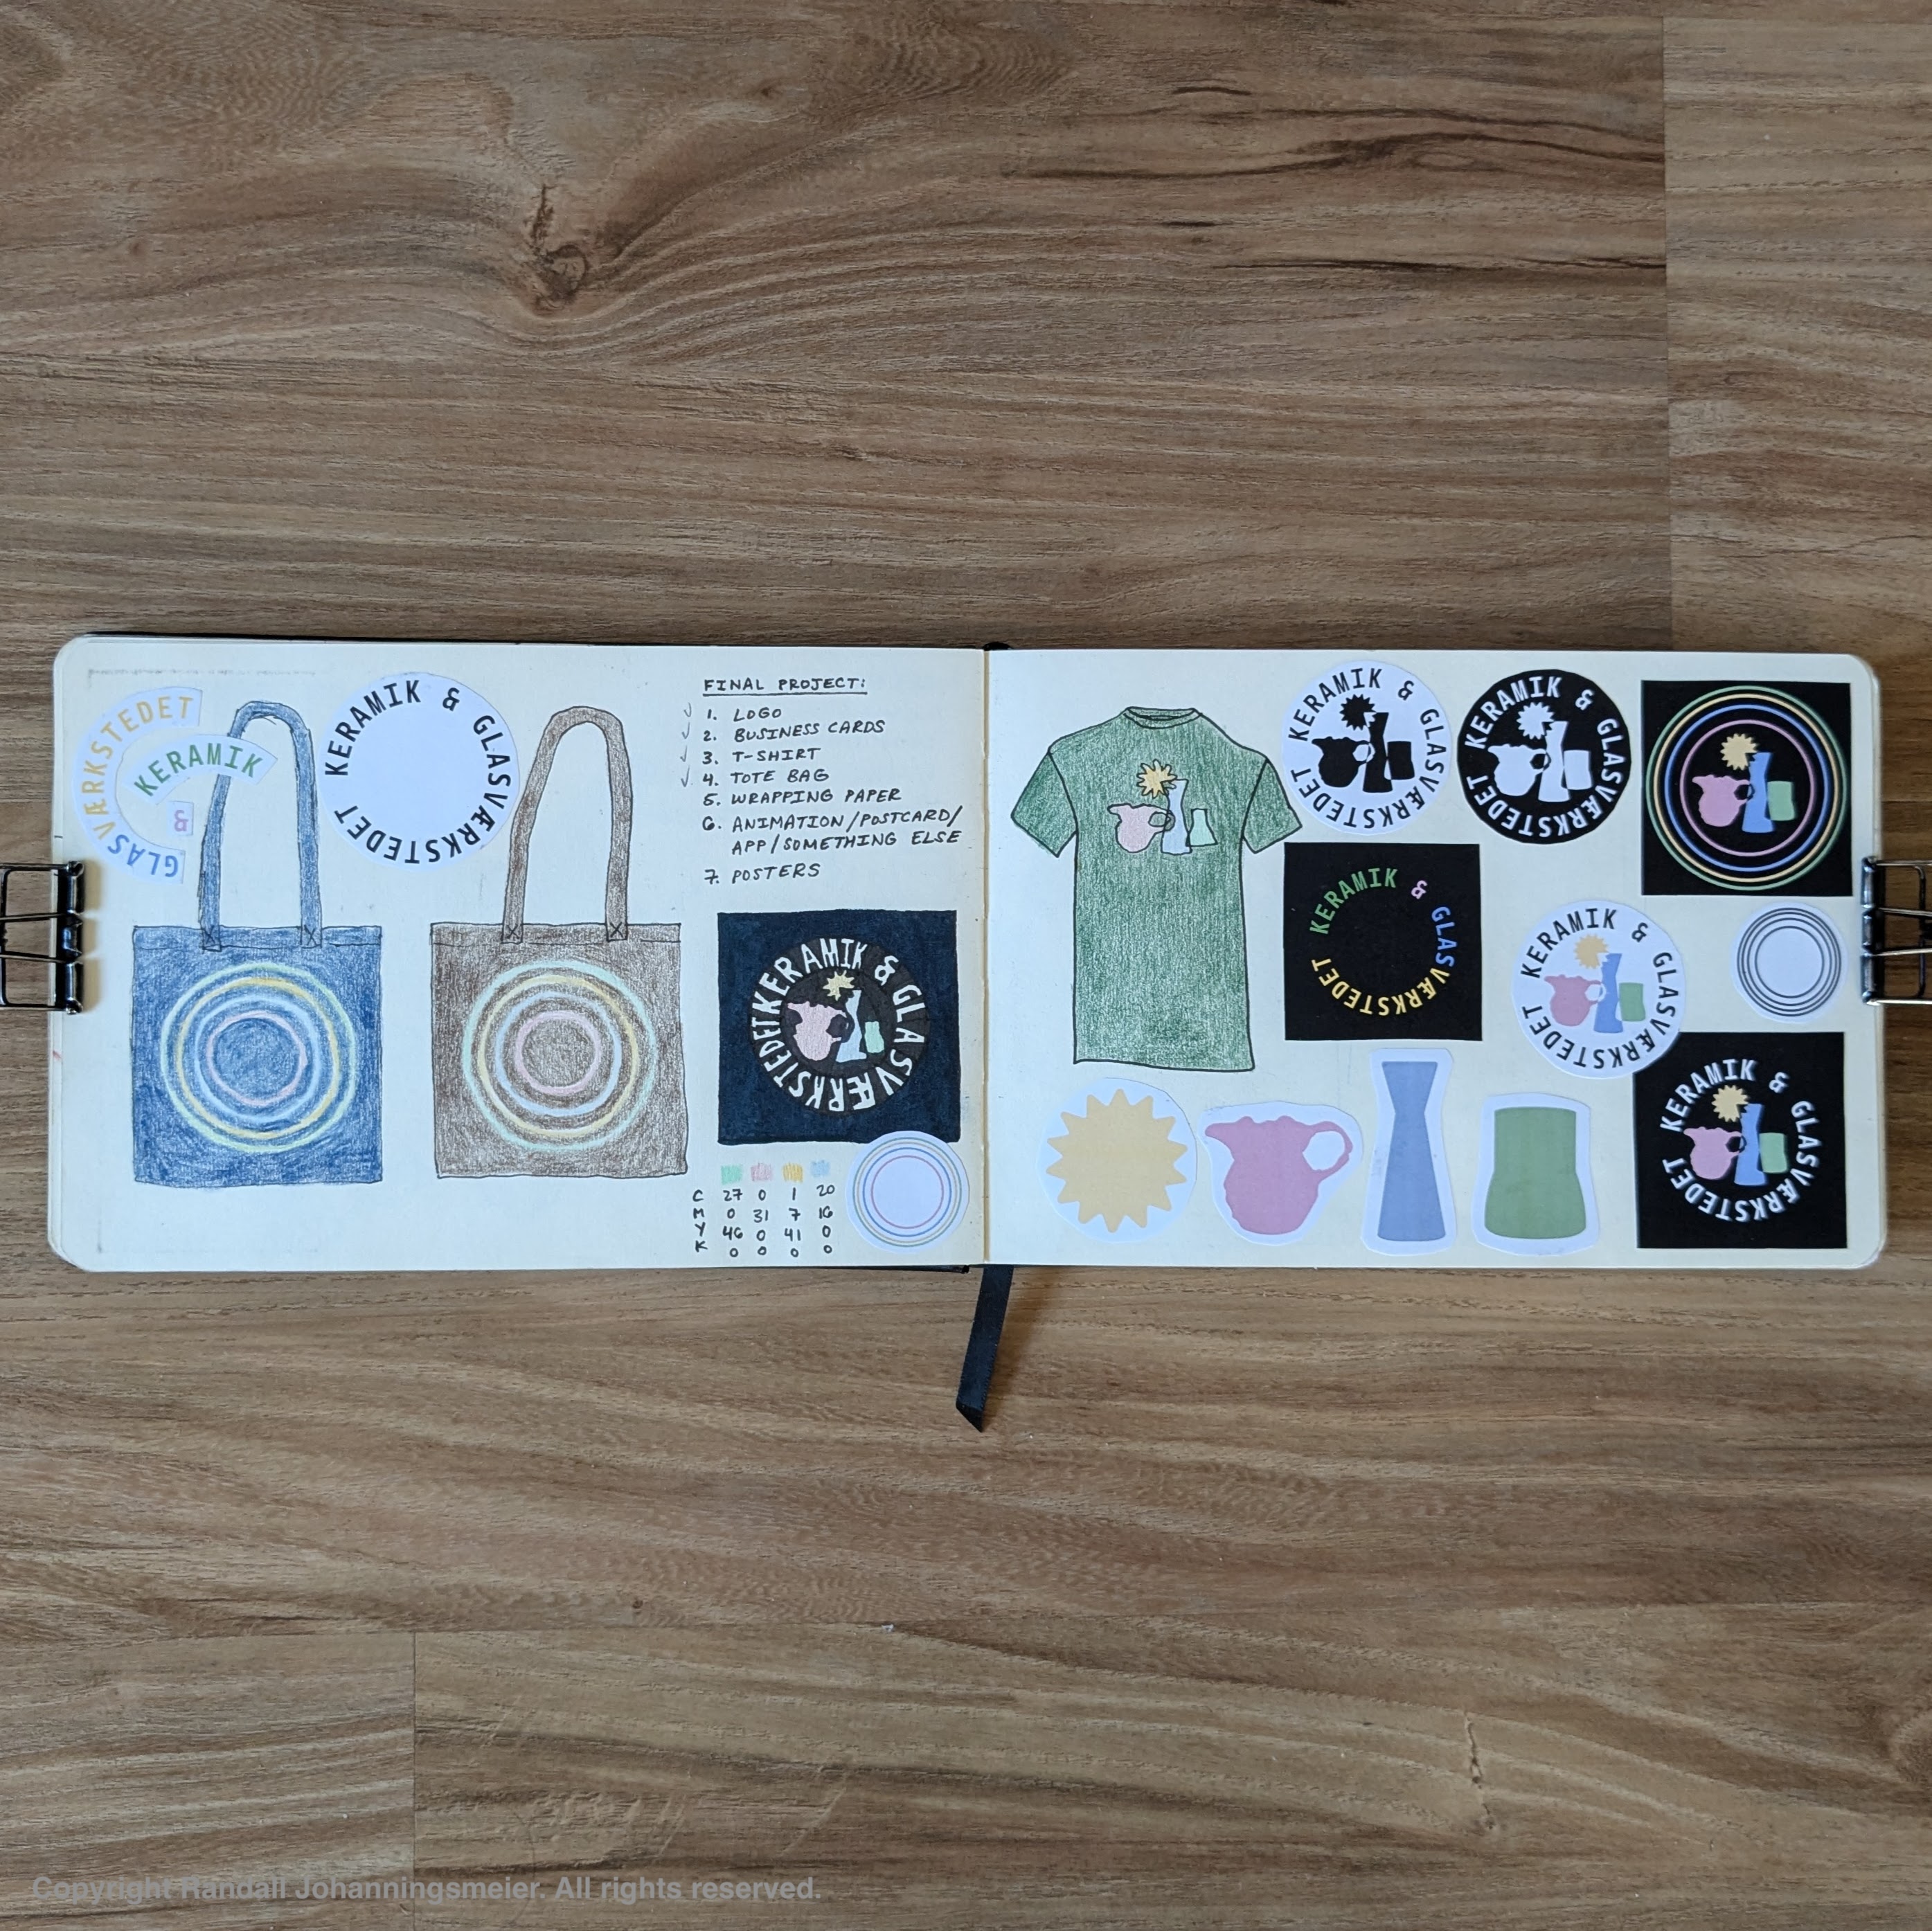 GLASVÆRKSTEDET
KERAMIK
&
KERAMIK & GLASVÆRKSTEDET
FINAL PROJECT:
1. LOGO
2. BUSINESS CARDS
3. T-SHIRT
4. TOTE BAG
5. WRAPPING PAPER
6. ANIMATION/POSTCARD/
APP/SOMETHING ELSE
7. POSTERS
KERAMIK & GLASVÆRKSTEDET
C 27 0 1 20
M 0 31 7 16
Y 46 0 41 0
K 0 0 0 0
KERAMIK & GLASVÆRKSTEDET
KERAMIK & GLASVÆRKSTEDET
KERAMIK & GLASVÆRKSTEDET
KERAMIK & GLASVÆRKSTEDET
KERAMIK & GLASVÆRKSTEDET
Copyright Randall Johanningsmeier. All rights reserved.